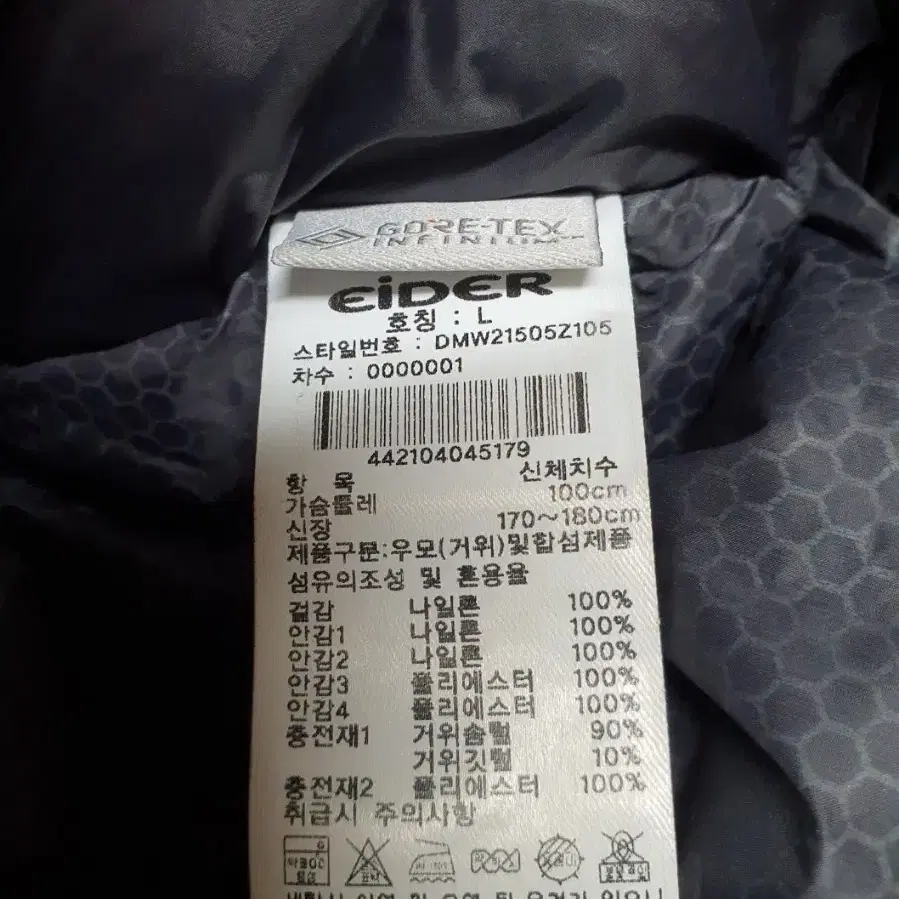 GORE-TEX
INFINIUM
EiDER
호칭 : L
스타일번호 : DMW21505Z105
차수 : 0000001
442104045179
항 목 신체치수
가슴둘레 100cm
신장 170~180cm
제품구분:우모(거위)및합섬제품
섬유의조성 및 혼용율
겉감 나일론 100%
안감1 나일론 100%
안감2 나일론 100%
안감3 폴리에스터 100%
안감4 폴리에스터 100%
충전재1 거위솜털 90%
거위깃털 10%
충전재2 폴리에스터 100%
취급시 주의사항